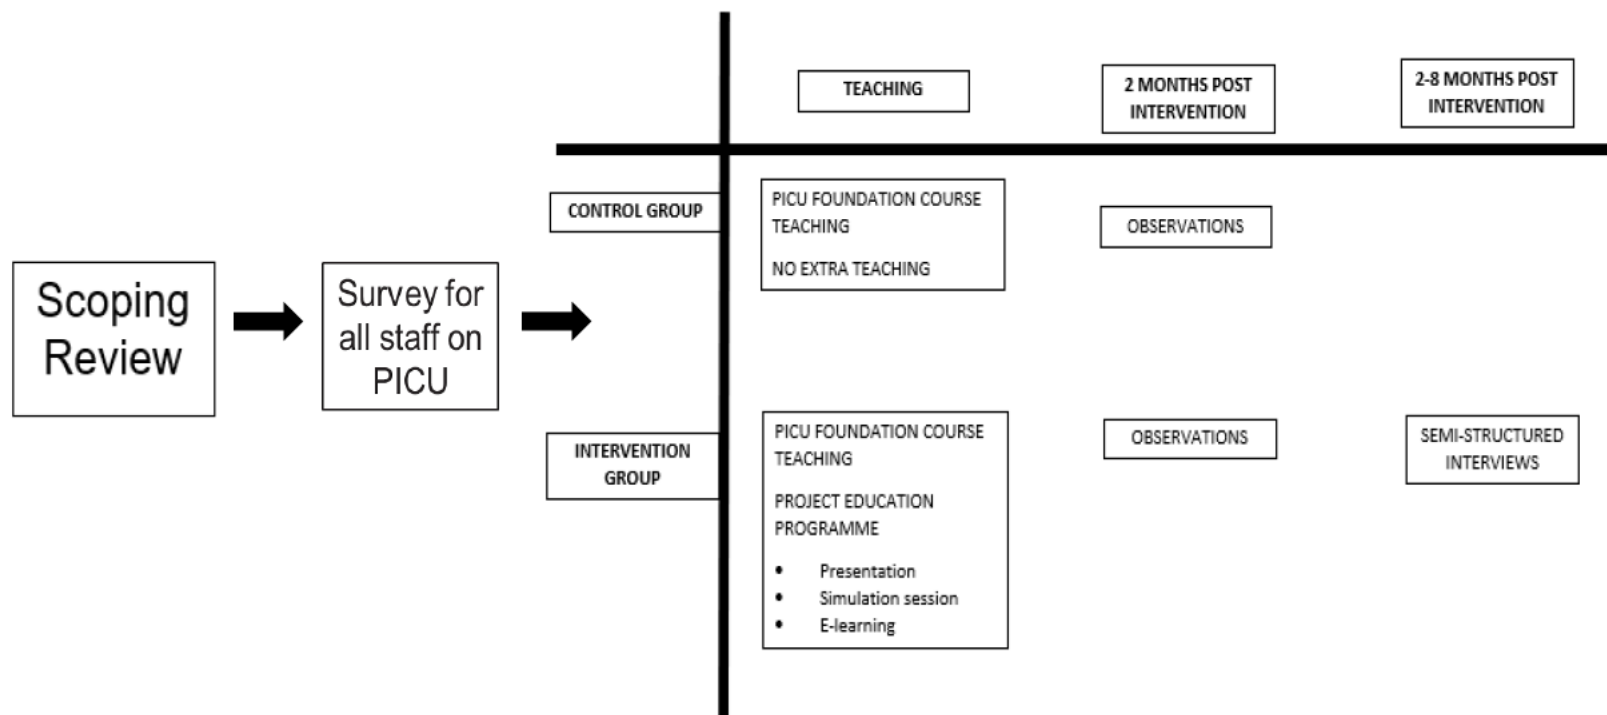 Scoping
Review
Survey for
all staff on
PICU
TEACHING
2 MONTHS POST
INTERVENTION
2-8 MONTHS POST
INTERVENTION
CONTROL GROUP
PICU FOUNDATION COURSE
TEACHING
NO EXTRA TEACHING
OBSERVATIONS
INTERVENTION
GROUP
PICU FOUNDATION COURSE
TEACHING
PROJECT EDUCATION
PROGRAMME
• Presentation
• Simulation session
• E-learning
OBSERVATIONS
SEMI-STRUCTURED
INTERVIEWS